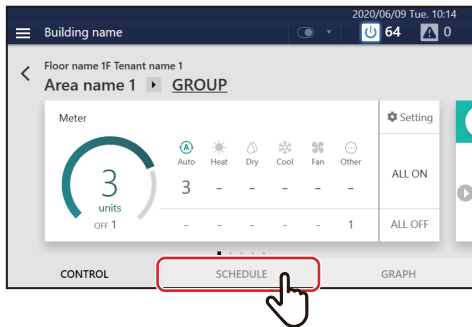 2020/06/09 Tue. 10:14
Building name
64
0
Floor name 1F Tenant name 1
Area name 1 GROUP
Meter
Setting
Auto Heat Dry Cool Fan Other
3 - - - - -
3
units
OFF 1
ALL ON
- - - - - 1
ALL OFF
CONTROL SCHEDULE GRAPH